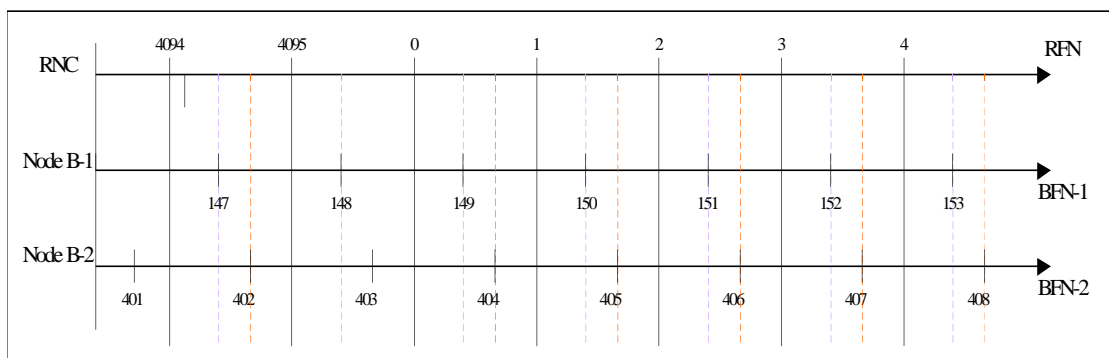 4094 4095 0 1 2 3 4 RFN
RNC
Node B-1
147 148 149 150 151 152 153 BFN-1
Node B-2
401 402 403 404 405 406 407 408 BFN-2